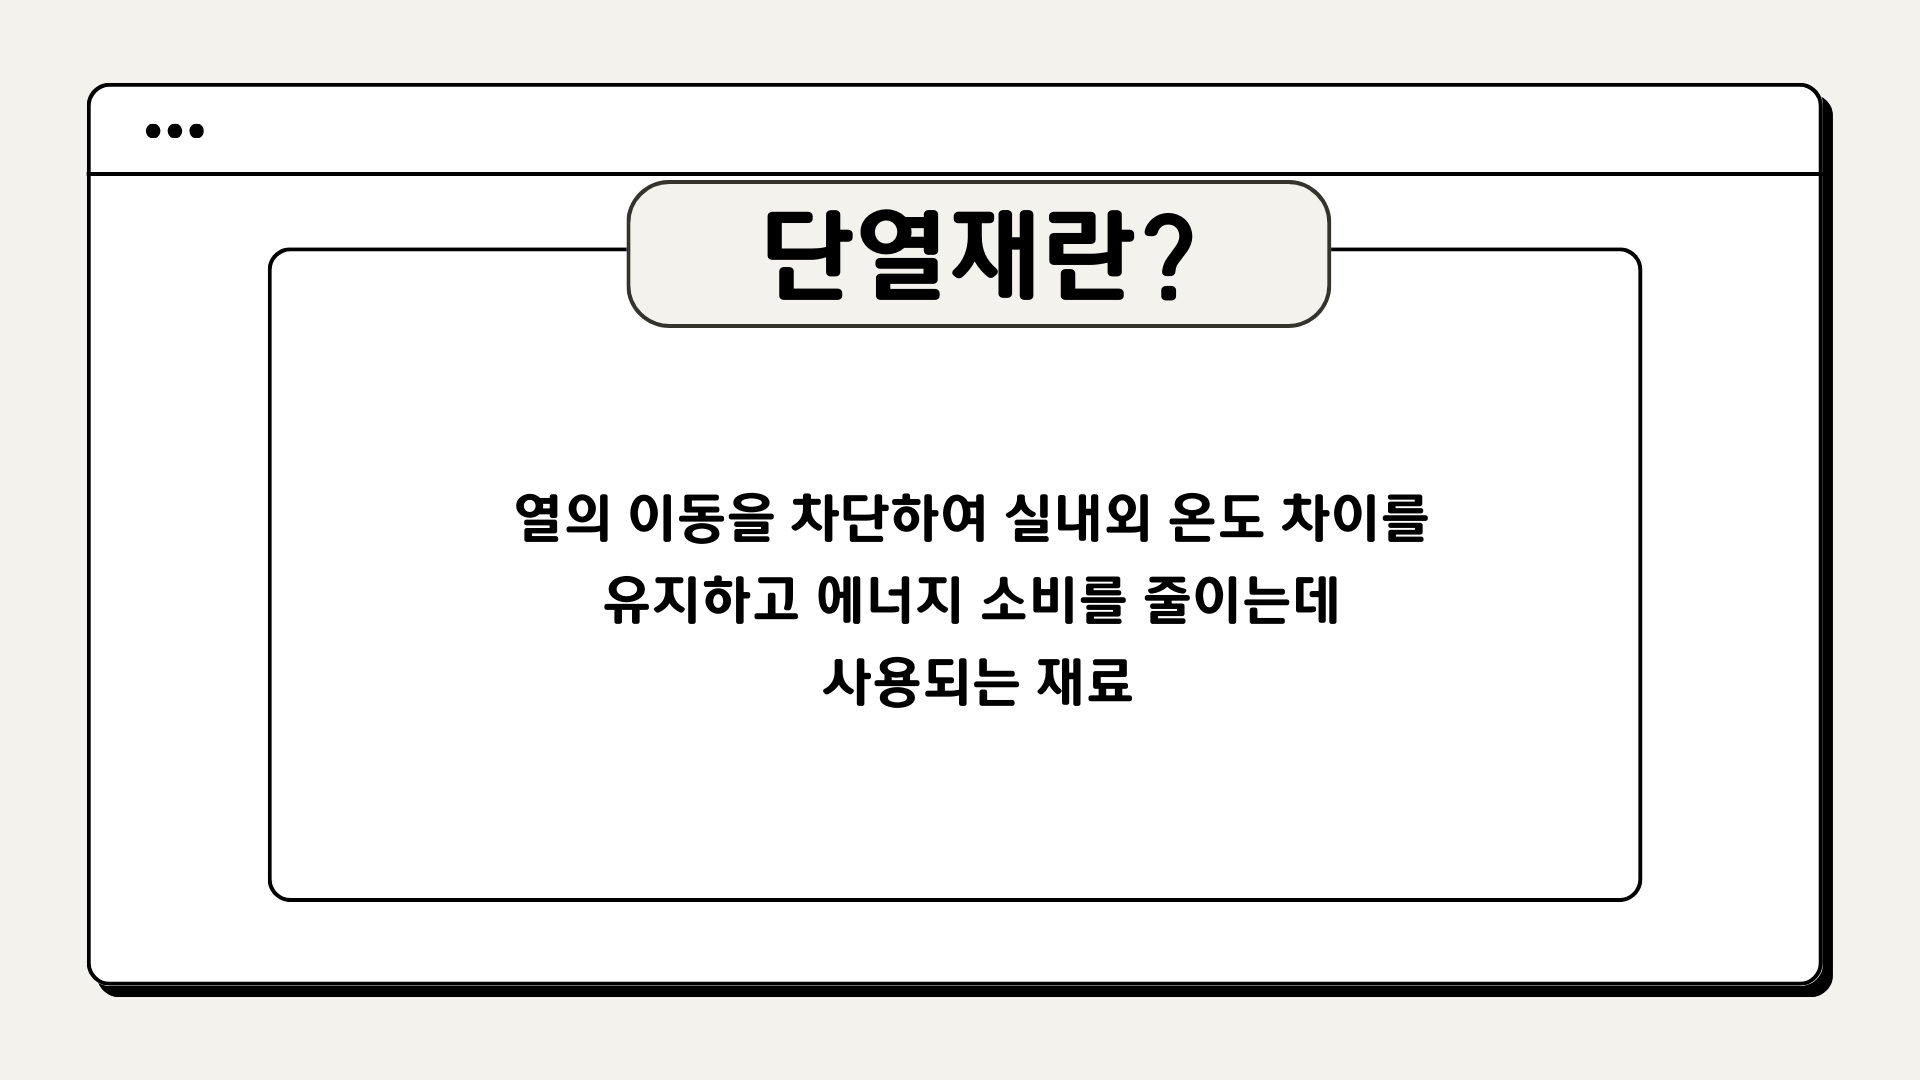 단열재란?
열의 이동을 차단하여 실내외 온도 차이를
유지하고 에너지 소비를 줄이는데
사용되는 재료